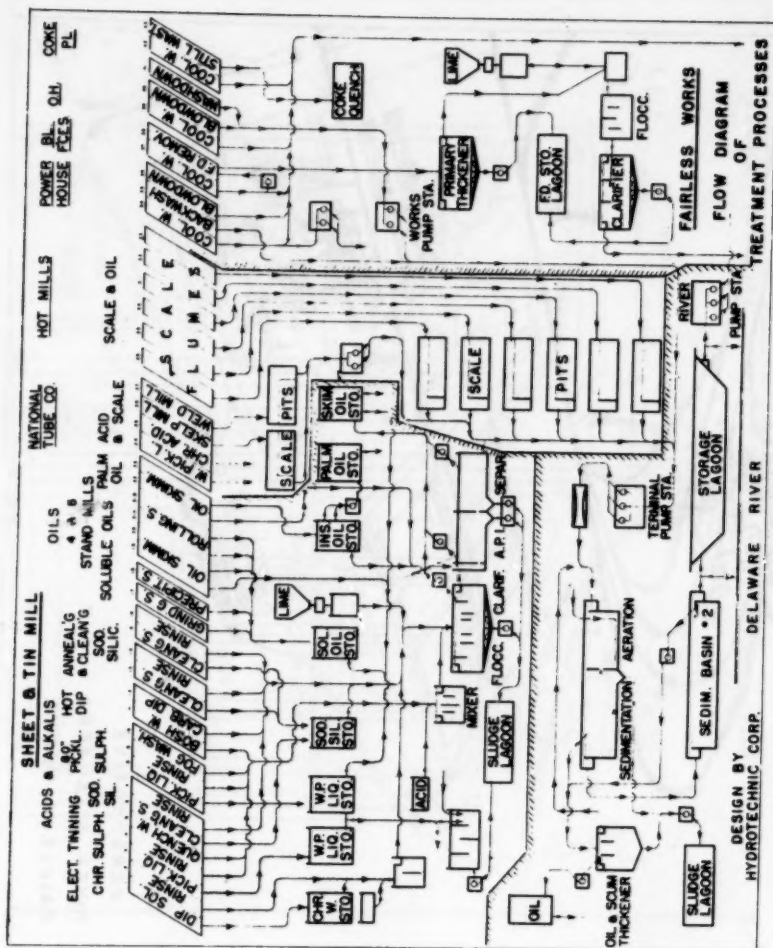 SHEET & TIN MILL
ACIDS & ALKALIS
OILS
NATIONAL
TUBE CO.
HOT MILLS
POWER
HOUSE
BL.
FCES
O.H.
COKE
PL
ELECT. TINNING
80"
PICKL.
HOT
DIP
ANNEAL'G
& CLEAN'G
4 & 5
STAND MILLS
CHR. SULPH. SOD. SULPH.
SIL.
SOD.
SILIC.
SOLUBLE OILS
PALM
OIL
ACID
& SCALE
SCALE & OIL
DIP SOL
RINSE
PICK LIQ
RINSE
QUENCH W
CLEANG S.
RINSE
PICK LIQ
RINSE
FOG WASH
BOSH W.
CARB DIP
CLEAN'G S
RINSE
CLEAN'G S
RINSE
GRIND'G S
PRECIPIT S
OIL SKIMM.
ROLLING S.
OIL SKIMM.
W PICK L.
CHR ACID
SKELP MILL
WELD MILL
SCALE
FLUMES
COOL W.
BACKWASH
BLOWDOWN
COOL W.
F.D REMOV.
COOL W.
BLOWDOWN
WASHDOWN
COOL W.
STILL WAST
CHR.
W.
STO
W.P.
LIQ.
STO.
W.P.
LIQ.
STO.
SOD.
SIL.
STO.
SOL.
OIL
STO
LIME
INS.
OIL
STO
PALM
OIL
STO.
SKIM
OIL
STO.
SCALE
PITS
COKE
QUENCH
WORKS
PUMP STA.
LIME
PRIMARY
THICKENER
F.D. STO.
LAGOON
FLOCC.
CLARIFIER
SCALE
PITS
ACID
MIXER
FLOCC.
CLARIF.
A.P.I.
SEPAR.
SLUDGE
LAGOON
TERMINAL
PUMP STA.
OIL
OIL & SCUM
THICKENER
SEDIMENTATION
AERATION
SLUDGE
LAGOON
SEDIM. BASIN #2
STORAGE
LAGOON
RIVER
PUMP STA.
DESIGN BY
HYDROTECHNIC CORP.
DELAWARE RIVER
FAIRLESS WORKS
FLOW DIAGRAM
OF
TREATMENT PROCESSES